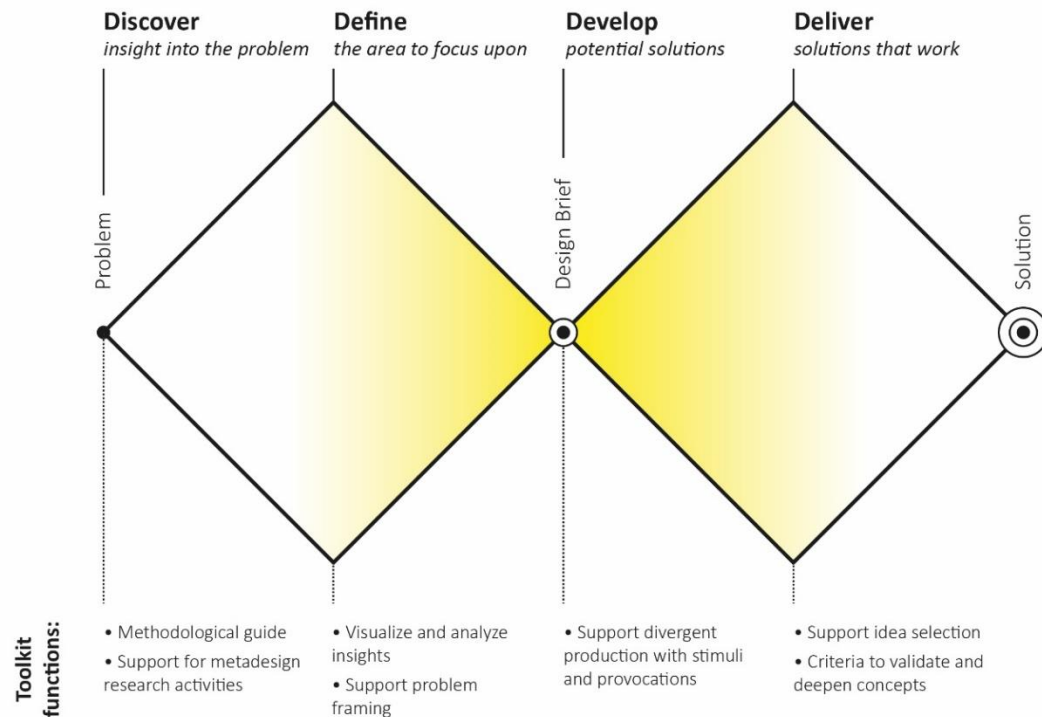 Discover
insight into the problem
Define
the area to focus upon
Develop
potential solutions
Deliver
solutions that work
Problem
Design Brief
Solution
Toolkit
functions:
• Methodological guide
• Support for metadesign
research activities
• Visualize and analyze
insights
• Support problem
framing
• Support divergent
production with stimuli
and provocations
• Support idea selection
• Criteria to validate and
deepen concepts